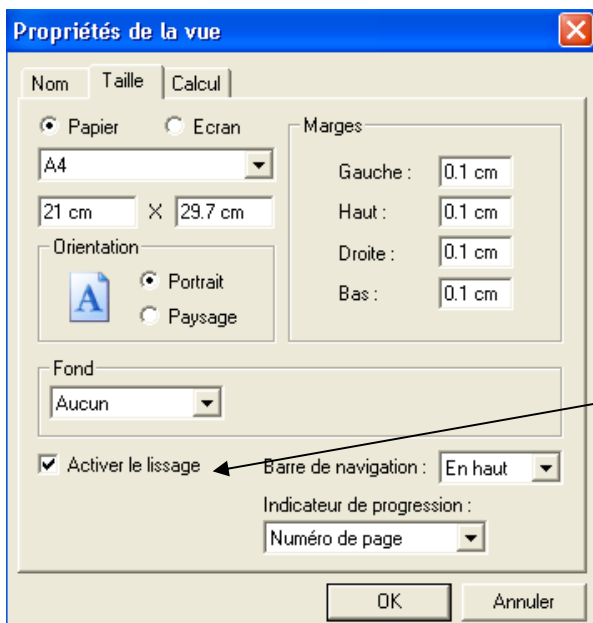 Propriétés de la vue
Nom Taille Calcul
Papier Ecran
A4
21 cm X 29.7 cm
Orientation
A
Portrait
Paysage
Marges
Gauche : 0.1 cm
Haut : 0.1 cm
Droite : 0.1 cm
Bas : 0.1 cm
Fond
Aucun
Activer le lissage
Barre de navigation : En haut
Indicateur de progression :
Numéro de page
OK Annuler